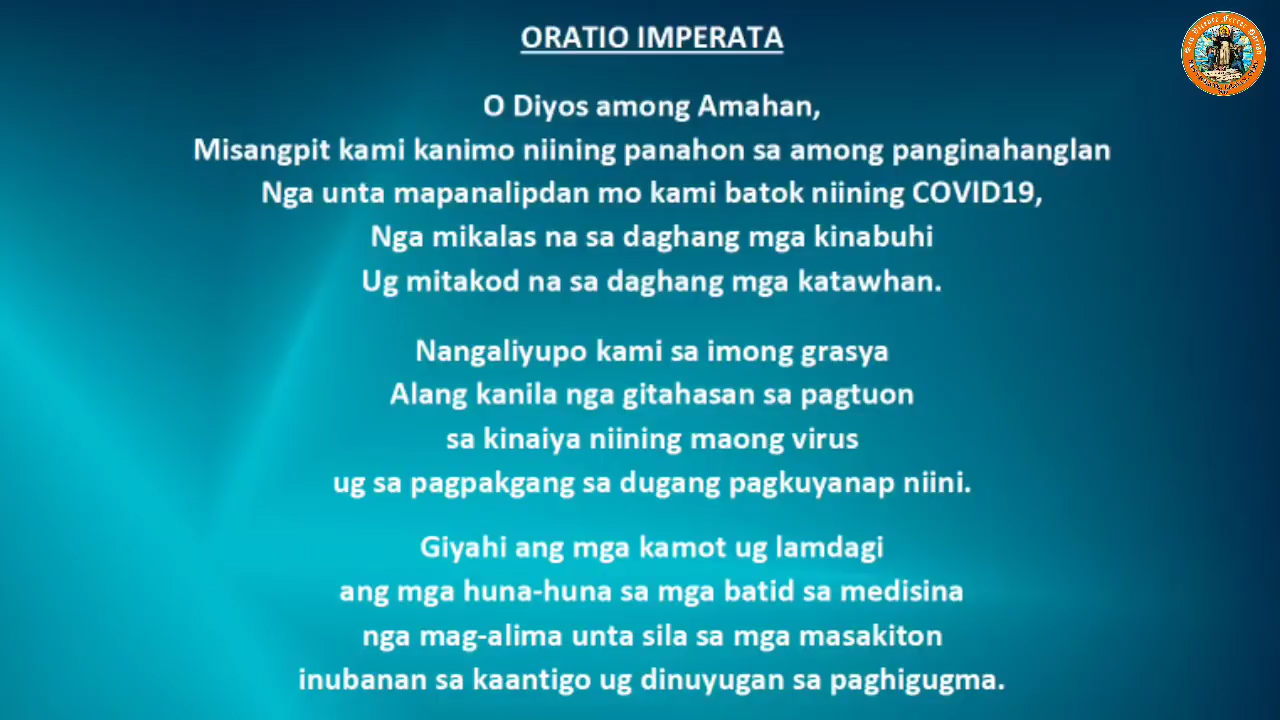 ORATIO IMPERATA
O Diyos among Amahan,
Misangpit kami kanimo niining panahon sa among panginahanglan
Nga unta mapanalipdan mo kami batok niining COVID19,
Nga mikalas na sa daghang mga kinabuhi
Ug mitakod na sa daghang mga katawhan.
Nangaliyupo kami sa imong grasya
Alang kanila nga gitahasan sa pagtuon
sa kinaiya niining maong virus
ug sa pagpakgang sa dugang pagkuyanap niini.
Giyahi ang mga kamot ug lamdagi
ang mga huna-huna sa mga batid sa medisina
nga mag-alima unta sila sa mga masakiton
inubanan sa kaantigo ug dinuyugan sa paghigugma.